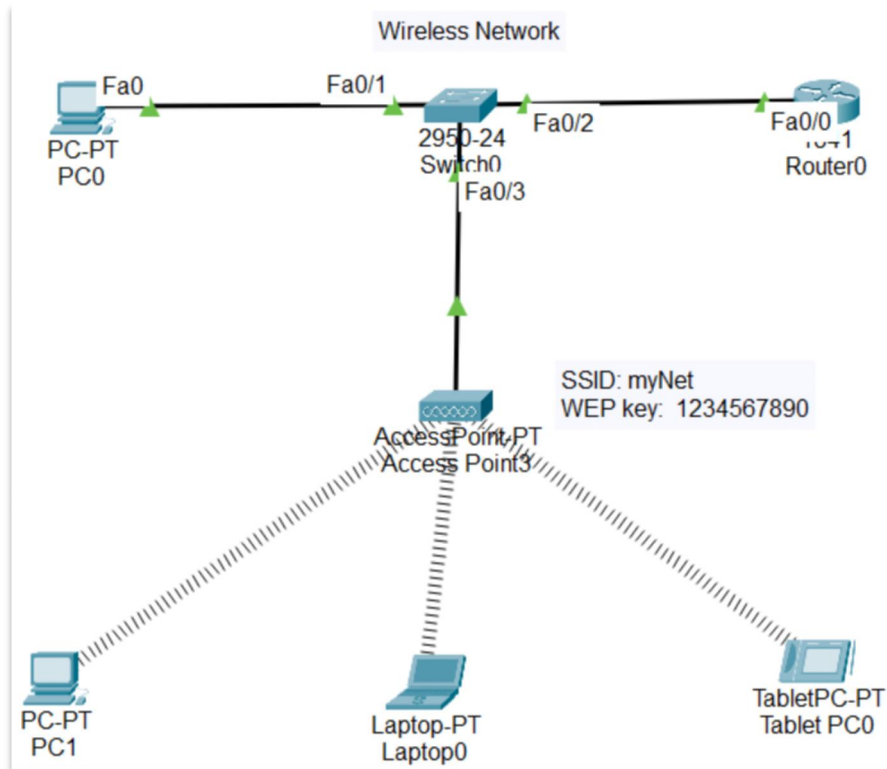 Wireless Network
Fa0
Fa0/1
Fa0/2
Fa0/0
PC-PT
PC0
2950-24
Switch0
Router0
Fa0/3
SSID: myNet
WEP key: 1234567890
AccessPoint-PT
Access Point3
PC-PT
PC1
Laptop-PT
Laptop0
TabletPC-PT
Tablet PC0